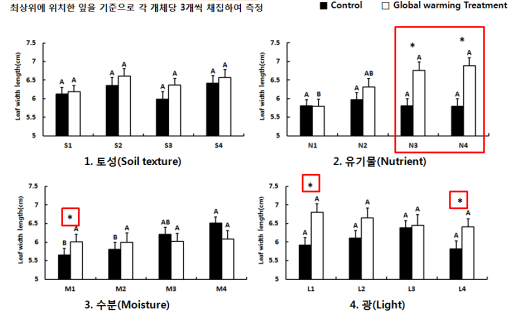 최상위에 위치한 잎을 기준으로 각 개체당 3개씩 채집하여 측정
Control
Global warming Treatment
Leaf width length(cm)
7.5
7
6.5
6
5.5
5
A A A A A A A A
S1 S2 S3 S4
1. 토성(Soil texture)
Leaf width length(cm)
7.5
7
6.5
6
5.5
5
A A A AB A * A A * A
N1 N2 N3 N4
2. 유기물(Nutrient)
Leaf width length(cm)
7.5
7
6.5
6
5.5
5
*
B A B A AB A A A
M1 M2 M3 M4
3. 수분(Moisture)
Leaf width length(cm)
7.5
7
6.5
6
5.5
5
* *
A A A A A A A A
L1 L2 L3 L4
4. 광(Light)